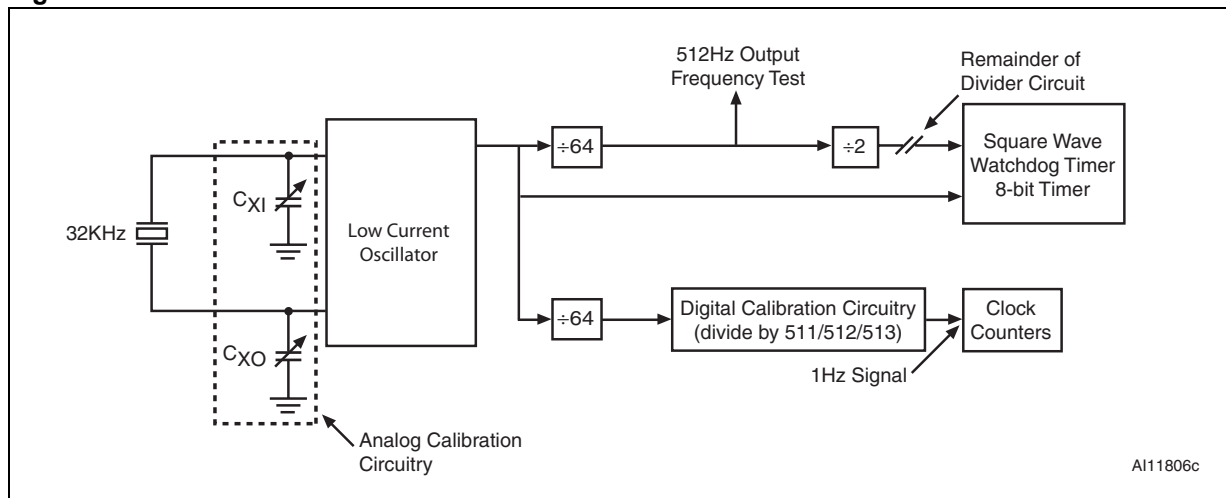 512Hz Output
Frequency Test
Remainder of
Divider Circuit
÷64
÷2
Square Wave
Watchdog Timer
8-bit Timer
CXI
32KHz
Low Current
Oscillator
CXO
÷64
Digital Calibration Circuitry
(divide by 511/512/513)
Clock
Counters
1Hz Signal
Analog Calibration
Circuitry
AI11806c